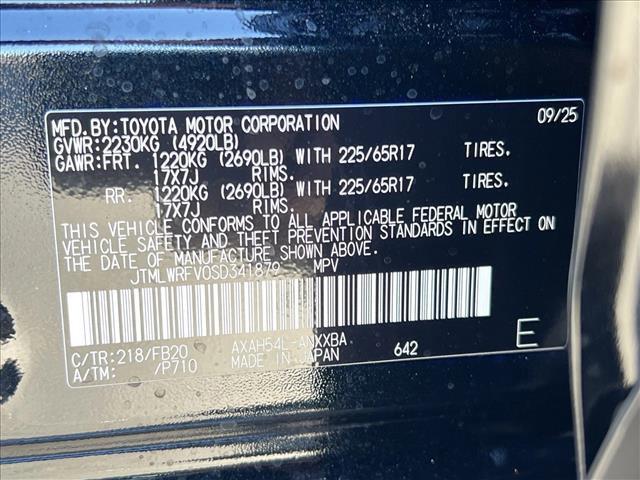 MFD.BY:TOYOTA MOTOR CORPORATION 09/25
GVWR:2230KG (4920LB)
GAWR:FRT. 1220KG (2690LB) WITH 225/65R17 TIRES.
17X7J RIMS.
RR. 1220KG (2690LB) WITH 225/65R17 TIRES.
17X7J RIMS.
THIS VEHICLE CONFORMS TO ALL APPLICABLE FEDERAL MOTOR
VEHICLE SAFETY AND THEFT PREVENTION STANDARDS IN EFFECT ON
THE DATE OF MANUFACTURE SHOWN ABOVE.
JTMLWRFV0SD341879 MPV
C/TR:218/FB20 AXAH54L-ANXXBA 642 E
A/TM: /P710 MADE IN JAPAN